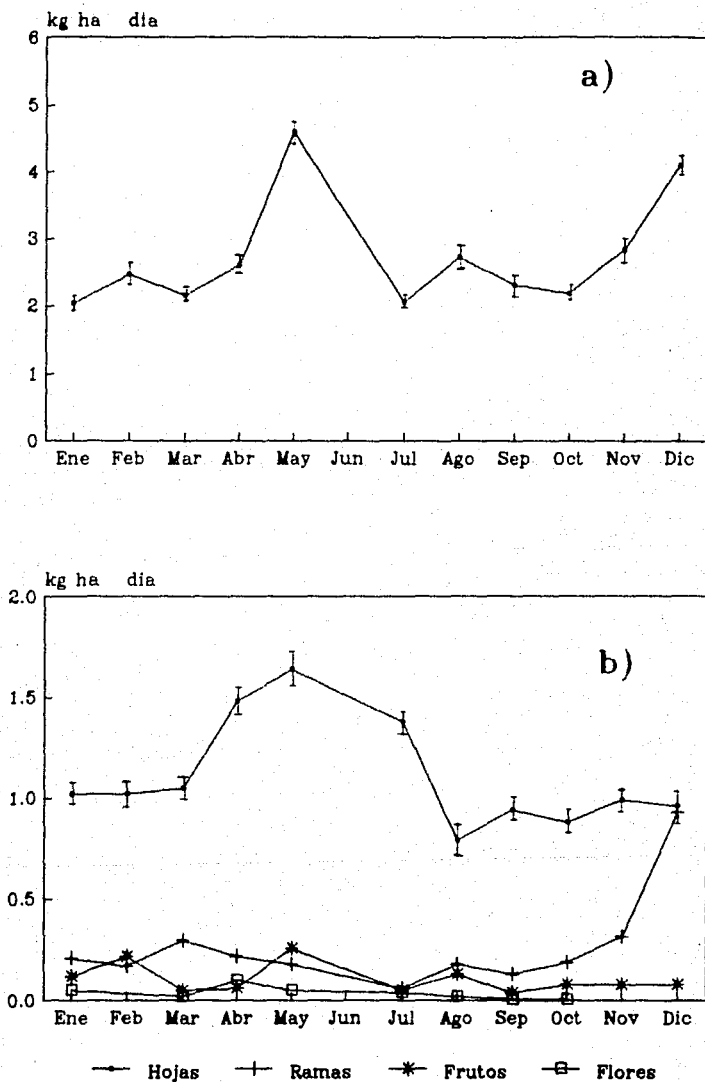 kg ha dia
a)
6
5
4
3
2
1
0
Ene Feb Mar Abr May Jun Jul Ago Sep Oct Nov Dic
kg ha dia
b)
2.0
1.5
1.0
0.5
0.0
Ene Feb Mar Abr May Jun Jul Ago Sep Oct Nov Dic
Hojas Ramas Frutos Flores